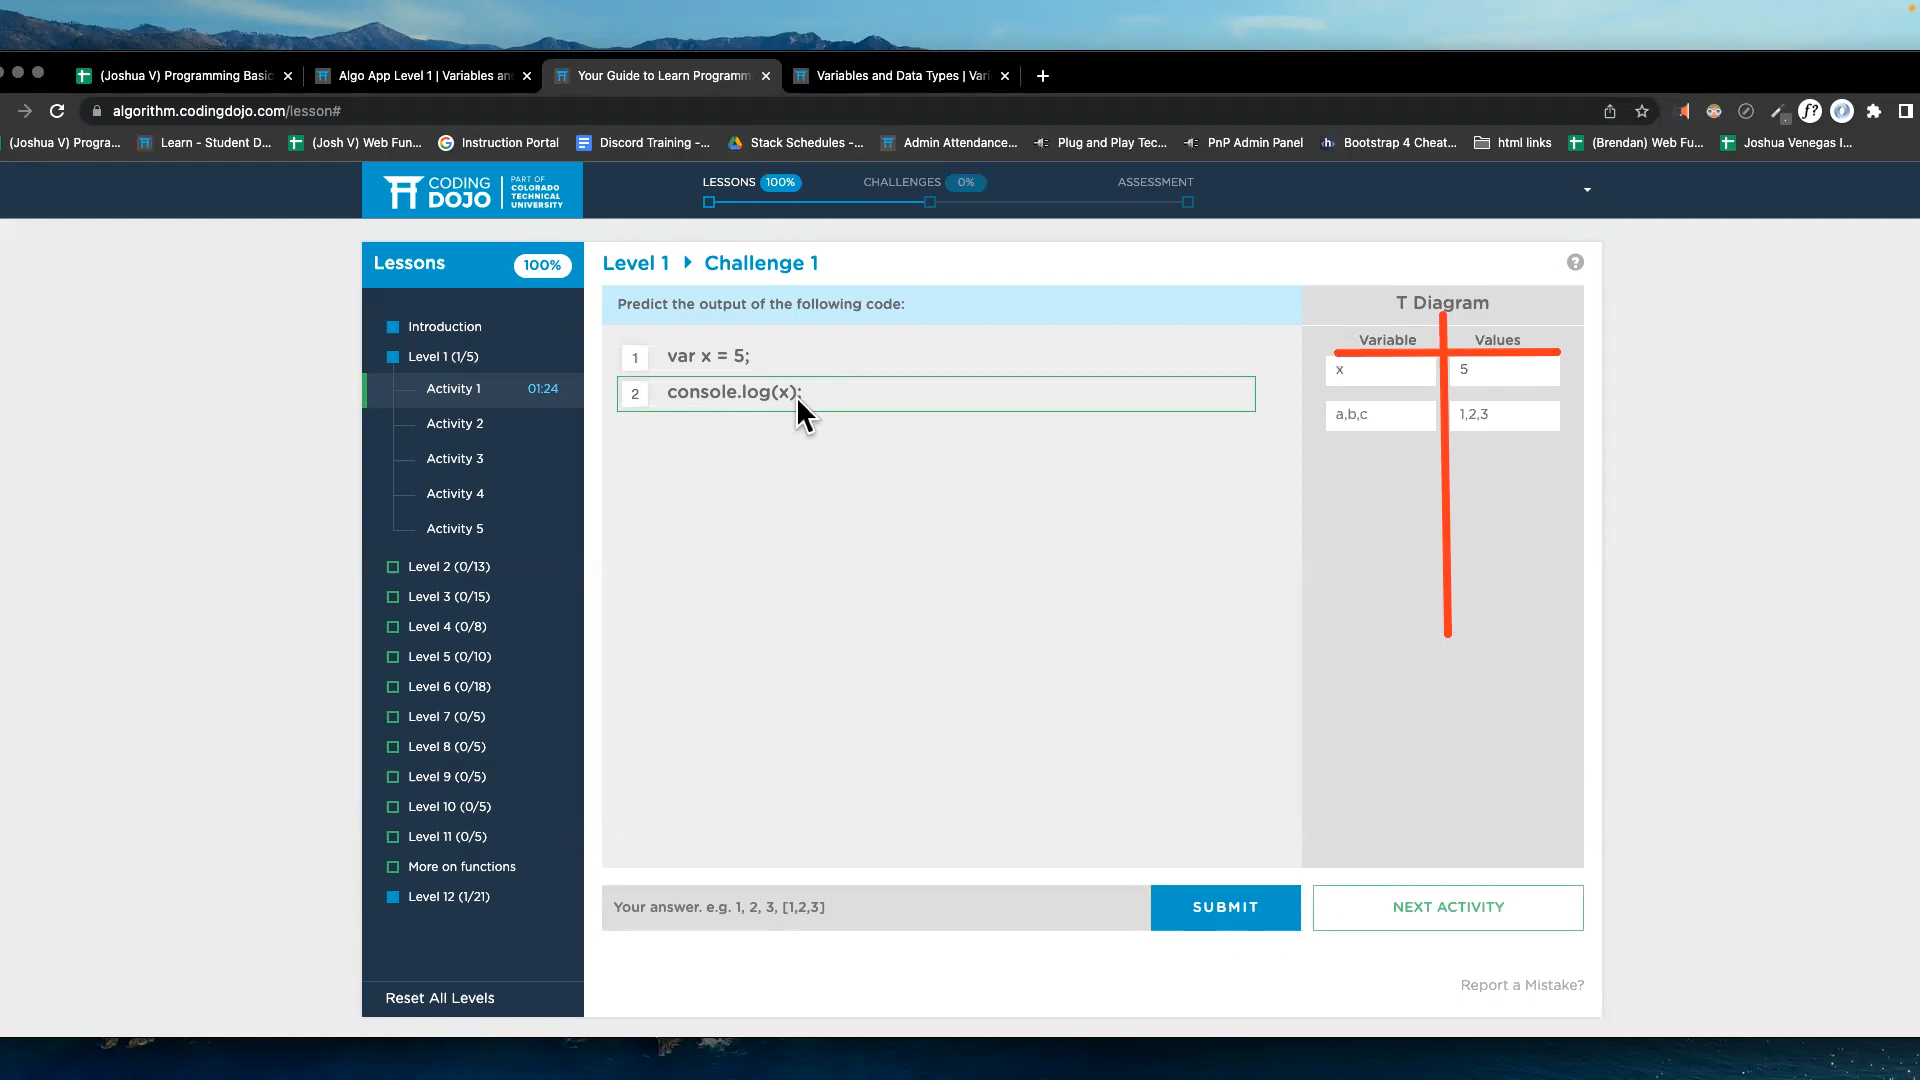 (Joshua V) Programming Basic
Algo App Level 1 | Variables an
Your Guide to Learn Programm
Variables and Data Types | Vari
algorithm.codingdojo.com/lesson#
(Joshua V) Progra...
Learn - Student D...
(Josh V) Web Fun...
Instruction Portal
Discord Training -...
Stack Schedules -...
Admin Attendance...
Plug and Play Tec...
PnP Admin Panel
Bootstrap 4 Cheat...
html links
(Brendan) Web Fu...
Joshua Venegas I...
CODING DOJO
PART OF
COLORADO
TECHNICAL
UNIVERSITY
LESSONS 100%
CHALLENGES 0%
ASSESSMENT
Lessons 100%
Introduction
Level 1 (1/5)
Activity 1 01:24
Activity 2
Activity 3
Activity 4
Activity 5
Level 2 (0/13)
Level 3 (0/15)
Level 4 (0/8)
Level 5 (0/10)
Level 6 (0/18)
Level 7 (0/5)
Level 8 (0/5)
Level 9 (0/5)
Level 10 (0/5)
Level 11 (0/5)
More on functions
Level 12 (1/21)
Reset All Levels
Level 1 Challenge 1
?
Predict the output of the following code:
1 var x = 5;
2 console.log(x);
T Diagram
Variable Values
x 5
a,b,c 1,2,3
Your answer. e.g. 1, 2, 3, [1,2,3]
SUBMIT
NEXT ACTIVITY
Report a Mistake?